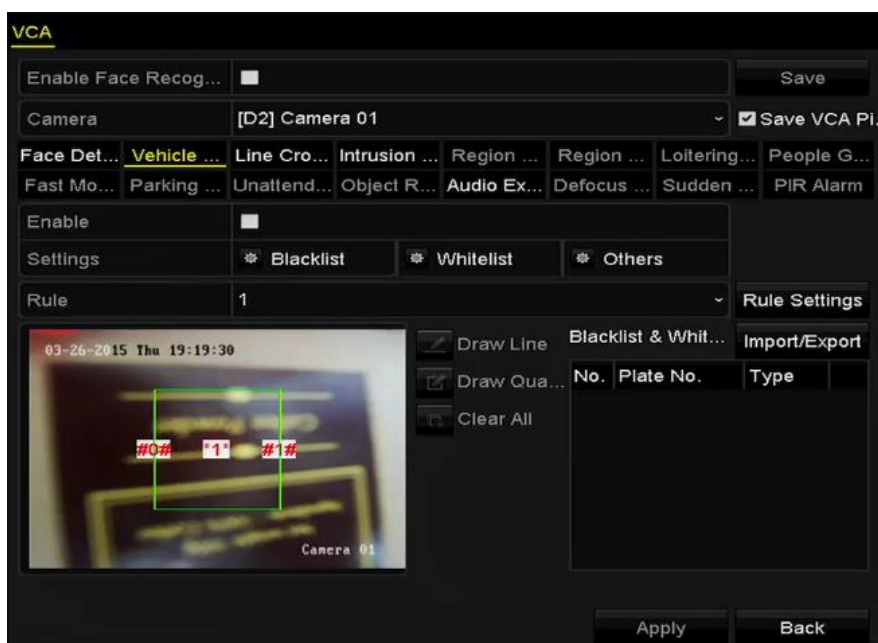 VCA
Enable Face Recog... Save
Camera [D2] Camera 01 Save VCA Pi.
Face Det... Vehicle ... Line Cro... Intrusion ... Region ... Region ... Loitering... People G...
Fast Mo... Parking ... Unattend... Object R... Audio Ex... Defocus ... Sudden ... PIR Alarm
Enable
Settings Blacklist Whitelist Others
Rule 1 Rule Settings
03-26-2015 Thu 19:19:30
Draw Line Blacklist & Whit... Import/Export
Draw Qua... No. Plate No. Type
Clear All
#0# *1* #1#
Camera 01
Apply Back